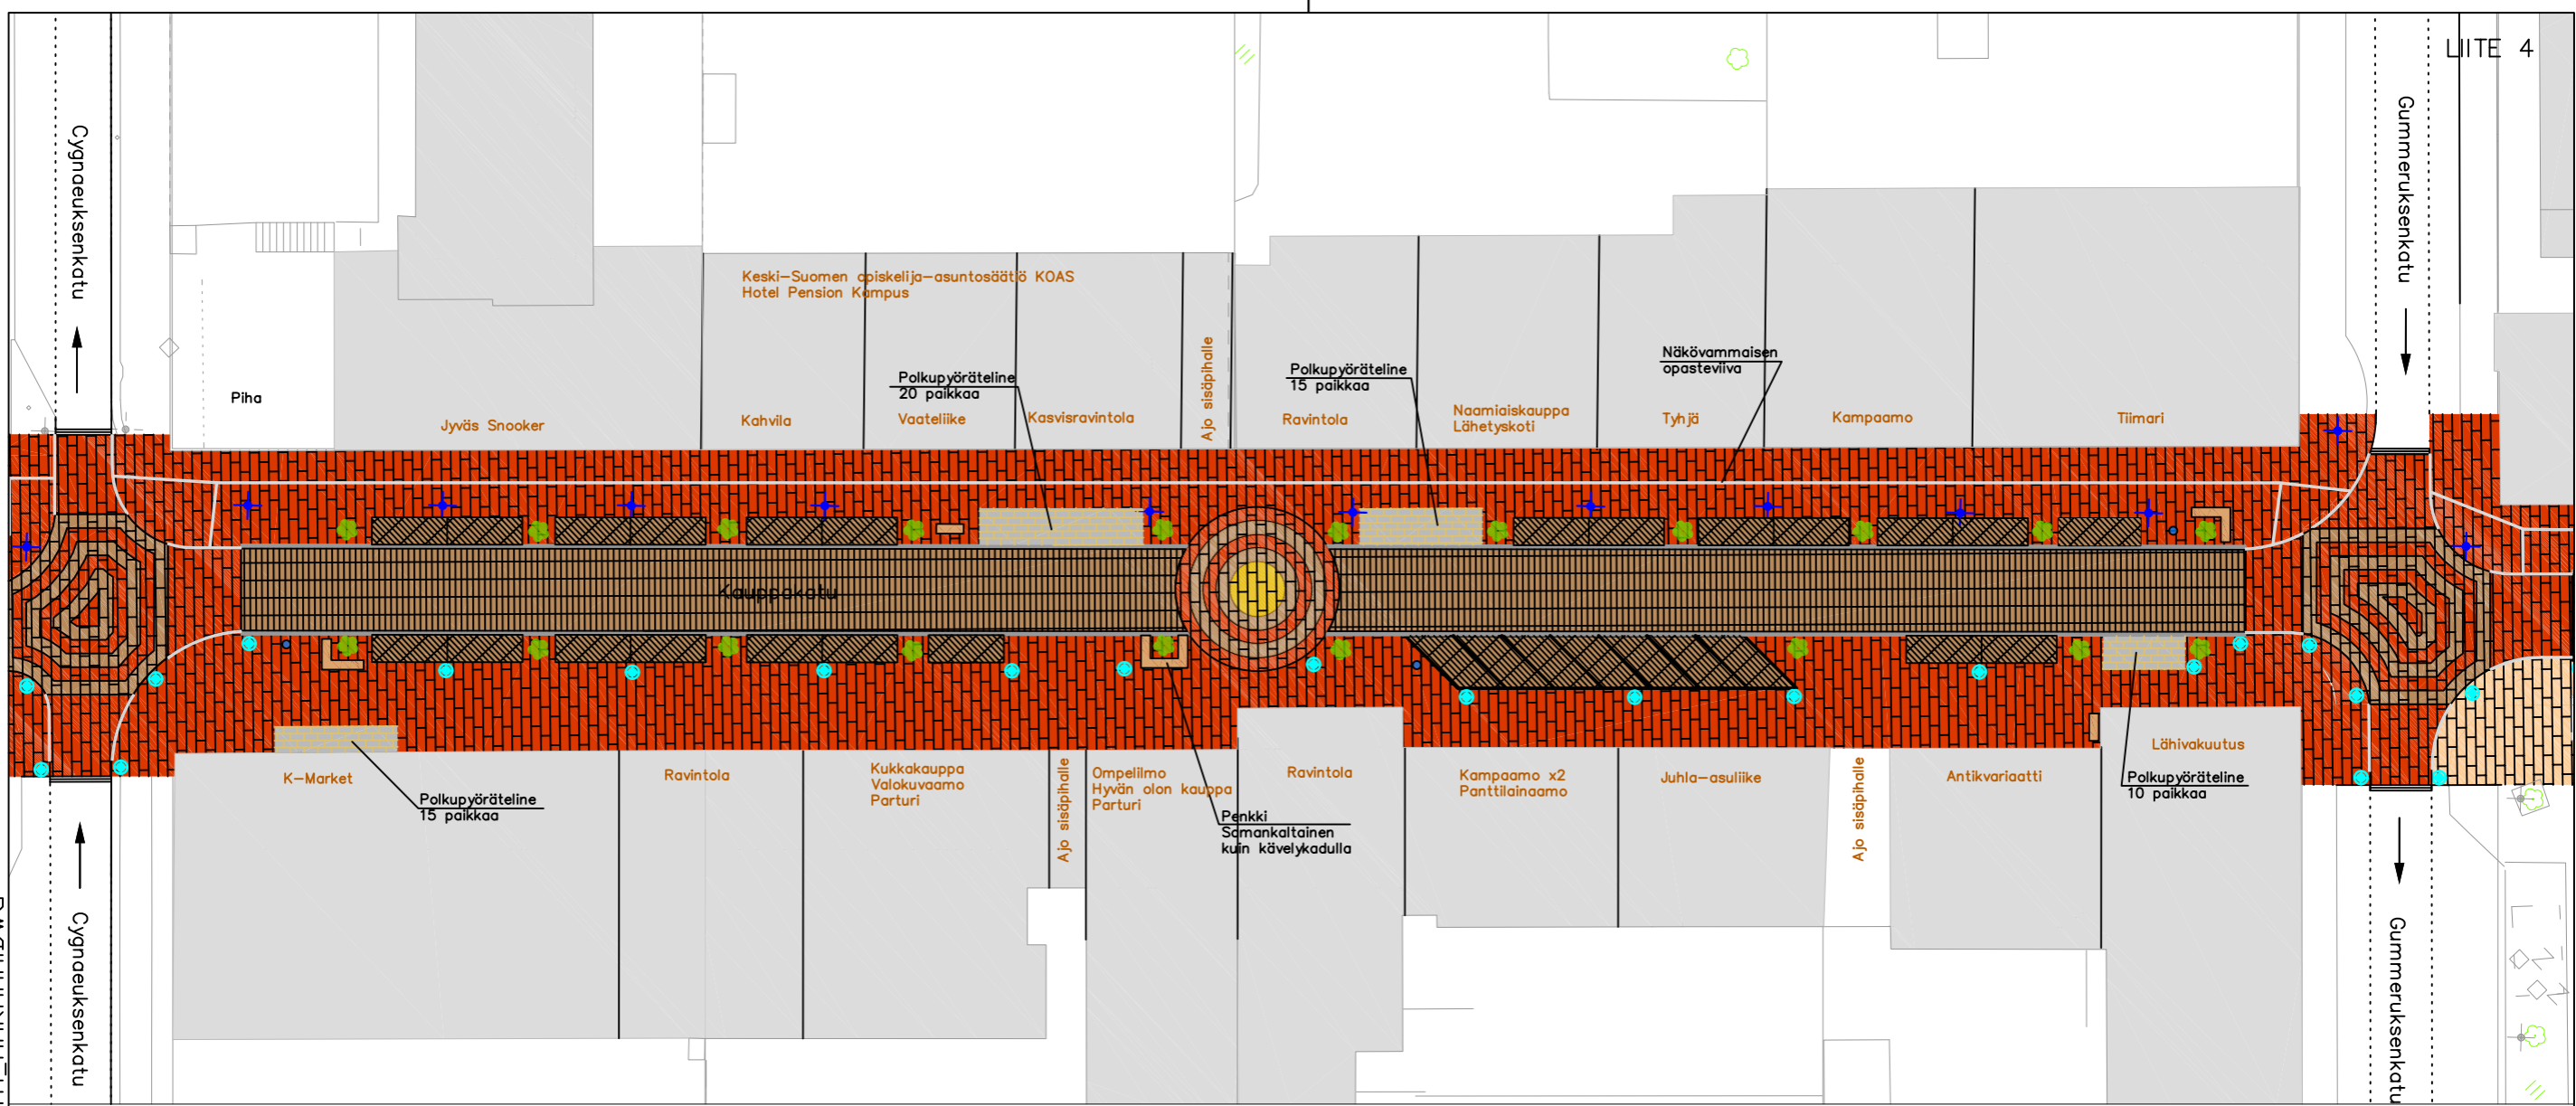 LIITE 4
Cygnaeuksenkatu
Gummeruksenkatu
Keski-Suomen opiskelija-asuntosäätiö KOAS
Hotel Pension Kampus
Ajo sisäpihalle
Näkövammaisen
opasteviiva
Polkupyöräteline
15 paikkaa
Polkupyöräteline
20 paikkaa
Piha
Jyväs Snooker
Kahvila
Vaateliike
Kasvisravintola
Ravintola
Naamiaiskauppa
Lähetyskoti
Tyhjä
Kampaamo
Tiimari
Kauppakatu
K-Market
Polkupyöräteline
15 paikkaa
Ravintola
Kukkakauppa
Valokuvaamo
Parturi
Ajo sisäpihalle
Ompelilmo
Hyvän olon kauppa
Parturi
Penkki
Samankaltainen
kuin kävelykadulla
Ravintola
Kampaamo x2
Panttilainaamo
Juhla-asuliike
Ajo sisäpihalle
Antikvariaatti
Lähivakuutus
Polkupyöräteline
10 paikkaa
Cygnaeuksenkatu
Gummeruksenkatu